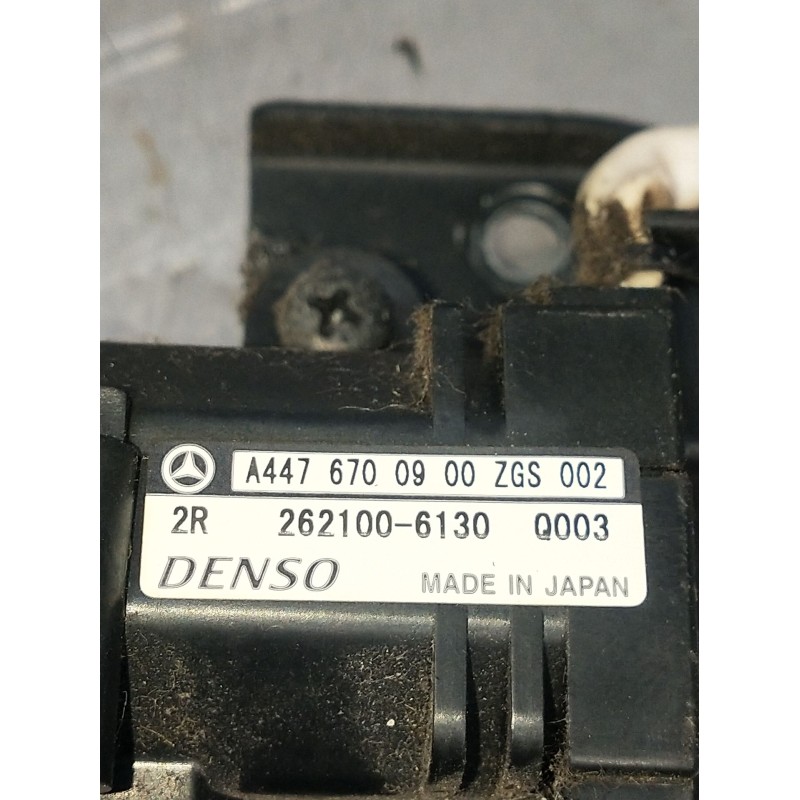 A447 670 09 00 ZGS 002
2R 262100-6130 Q003
DENSO MADE IN JAPAN